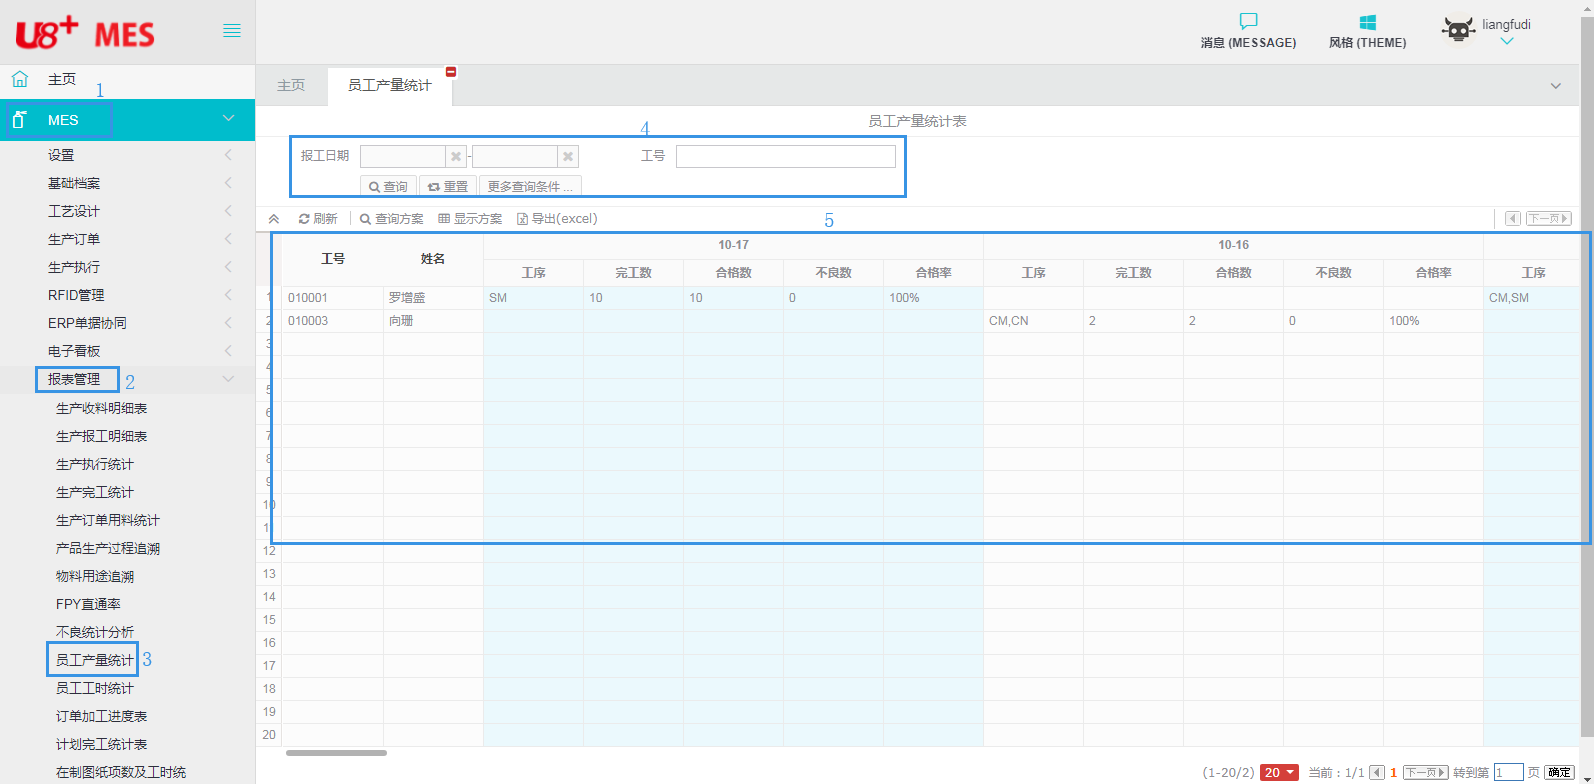 U8+ MES
消息 (MESSAGE)
风格 (THEME)
liangfudi
主页
1
MES
设置
基础档案
工艺设计
生产订单
生产执行
RFID管理
ERP单据协同
电子看板
报表管理
2
生产收料明细表
生产报工明细表
生产执行统计
生产完工统计
生产订单用料统计
产品生产过程追溯
物料用途追溯
FPY直通率
不良统计分析
员工产量统计
3
员工工时统计
订单加工进度表
计划完工统计表
在制图纸项数及工时统
主页 员工产量统计
员工产量统计表
4
报工日期 - 工号
查询 重置 更多查询条件 ...
刷新 查询方案 显示方案 导出(excel) 5 下一页
工号 姓名 10-17 10-16
工序 完工数 合格数 不良数 合格率 工序 完工数 合格数 不良数 合格率 工序
1 010001 罗增盛 SM 10 10 0 100% CM,SM
2 010003 向珊 CM,CN 2 2 0 100%
3
4
5
6
7
8
9
10
1
12
13
14
15
16
17
18
19
20
(1-20/2) 20 当前：1/1 1 下一页 转到第 1 页 确定